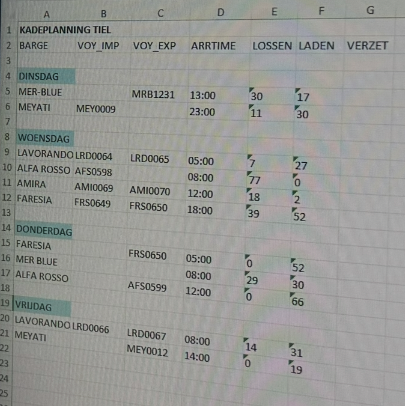 A B C D E F G
1 KADEPLANNING TIEL
2 BARGE VOY_IMP VOY_EXP ARRTIME LOSSEN LADEN VERZET
3
4 DINSDAG
5 MER-BLUE MRB1231 13:00 30 17
6 MEYATI MEY0009 23:00 11 30
7
8 WOENSDAG
9 LAVORANDO LRD0064 LRD0065 05:00 7 27
10 ALFA ROSSO AFS0598 08:00 77 0
11 AMIRA AMI0069 AMI0070 12:00 18 2
12 FARESIA FRS0649 FRS0650 18:00 39 52
13
14 DONDERDAG
15 FARESIA FRS0650 05:00 0 52
16 MER BLUE 08:00 29 30
17 ALFA ROSSO AFS0599 12:00 0 66
18
19 VRIJDAG
20 LAVORANDO LRD0066 LRD0067 08:00 14 31
21 MEYATI MEY0012 14:00 0 19
22
23
24